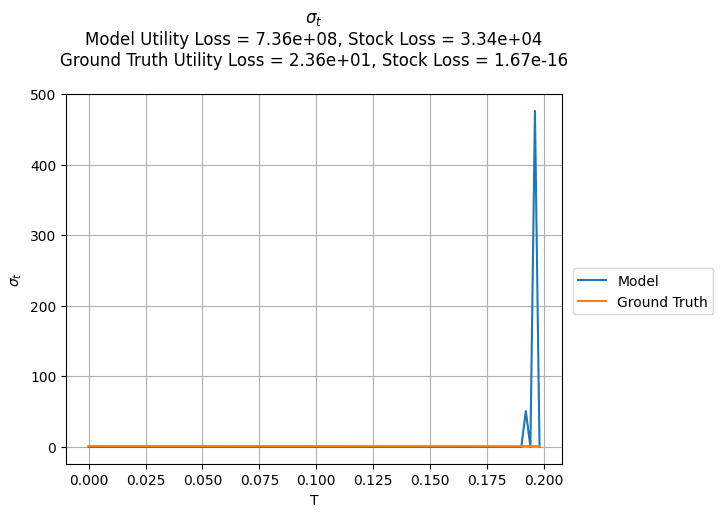 σt
Model Utility Loss = 7.36e+08, Stock Loss = 3.34e+04
Ground Truth Utility Loss = 2.36e+01, Stock Loss = 1.67e-16
500
400
300
200
100
0
σt
0.000 0.025 0.050 0.075 0.100 0.125 0.150 0.175 0.200
T
Model
Ground Truth